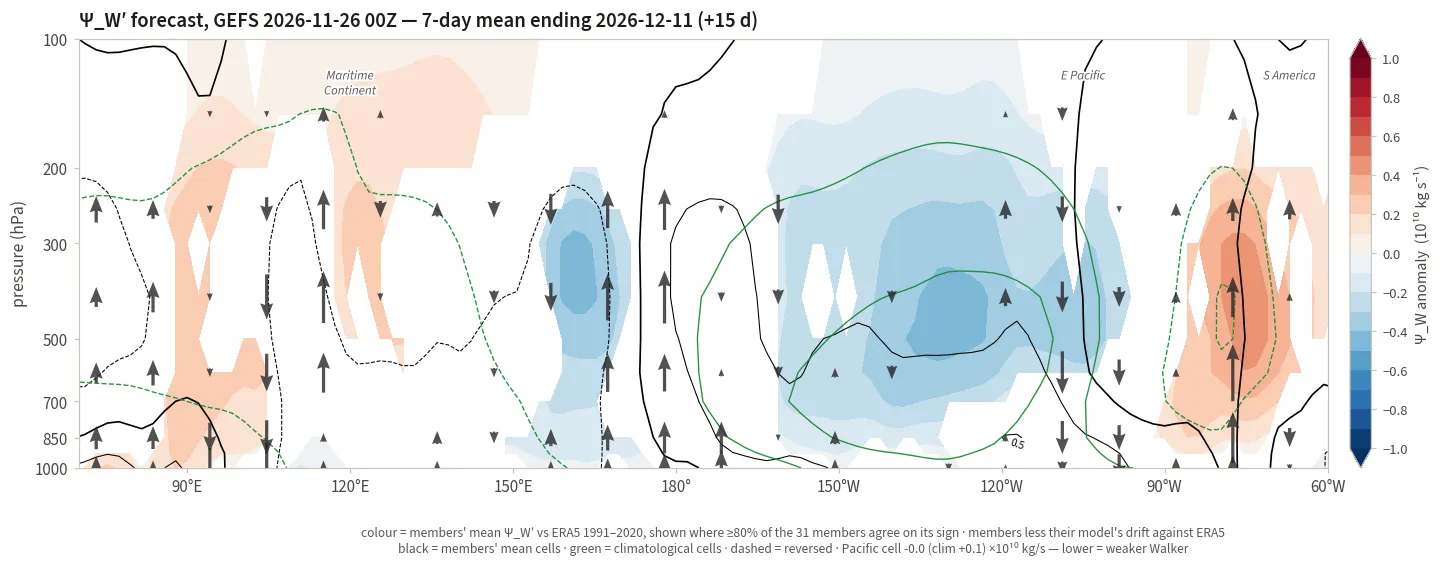 Ψ_W′ forecast, GEFS 2026-11-26 00Z — 7-day mean ending 2026-12-11 (+15 d)
100
200
300
400
500
700
850
1000
pressure (hPa)
Maritime
Continent
E Pacific
S America
0.5
90°E
120°E
150°E
180°
150°W
120°W
90°W
60°W
1.0
0.8
0.6
0.4
0.2
0.0
−0.2
−0.4
−0.6
−0.8
−1.0
Ψ_W anomaly (10¹⁰ kg s⁻¹)
colour = members' mean Ψ_W′ vs ERA5 1991–2020, shown where ≥80% of the 31 members agree on its sign · members less their model's drift against ERA5
black = members' mean cells · green = climatological cells · dashed = reversed · Pacific cell -0.0 (clim +0.1) ×10¹⁰ kg/s — lower = weaker Walker